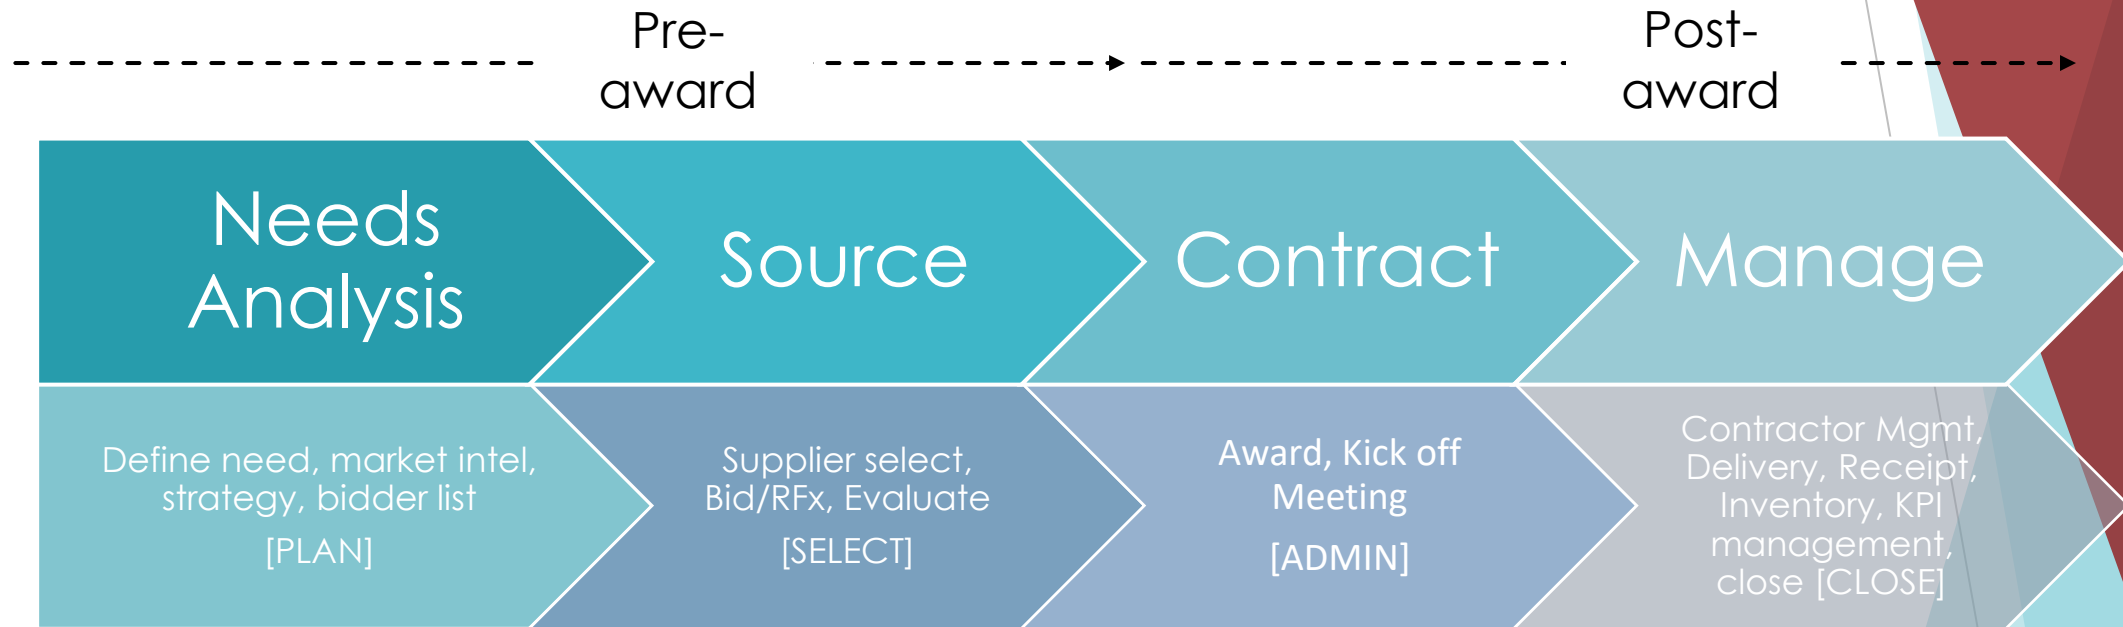 Pre-
award
Post-
award
Needs
Analysis
Source
Contract
Manage
Define need, market intel,
strategy, bidder list
[PLAN]
Supplier select,
Bid/RFx, Evaluate
[SELECT]
Award, Kick off
Meeting
[ADMIN]
Contractor Mgmt,
Delivery, Receipt,
Inventory, KPI
management,
close [CLOSE]